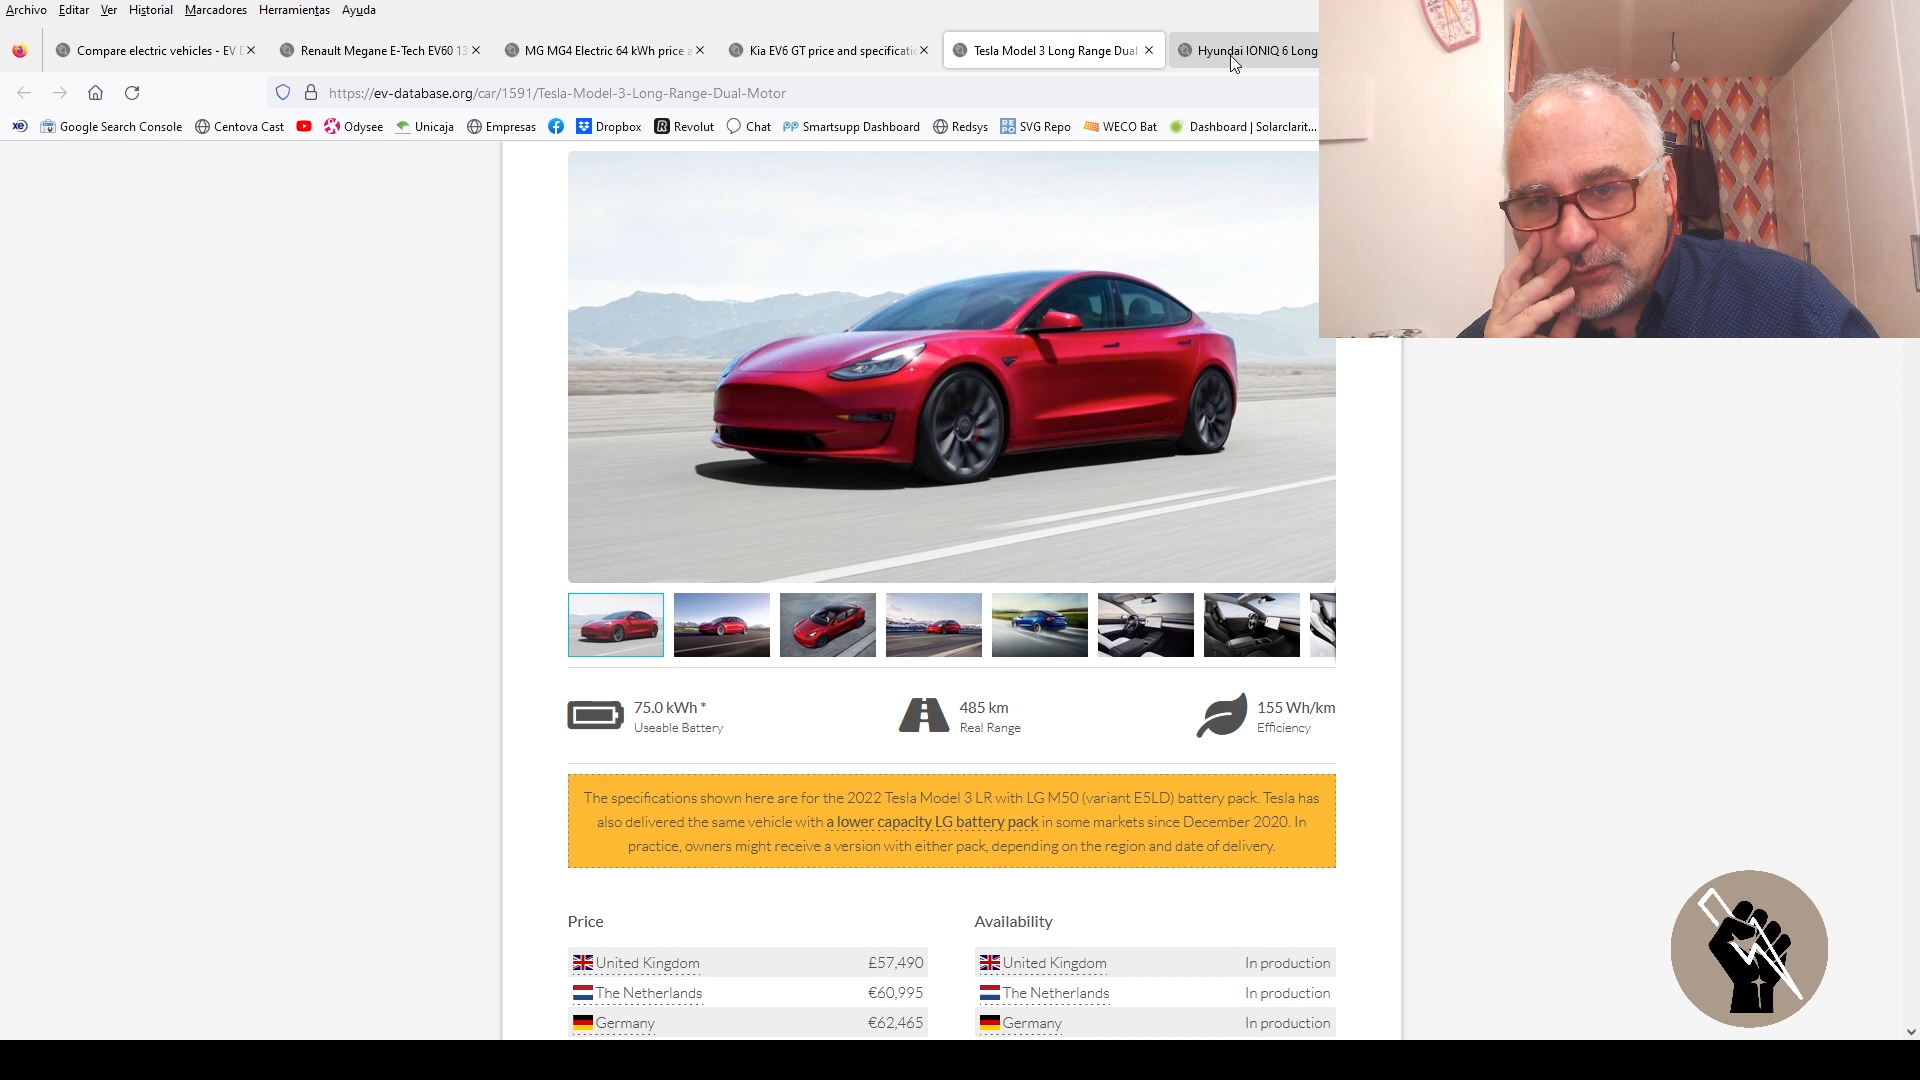 Archivo Editar Ver Historial Marcadores Herramientas Ayuda
Compare electric vehicles - EV D
Renault Megane E-Tech EV60 13
MG MG4 Electric 64 kWh price a
Kia EV6 GT price and specificati
Tesla Model 3 Long Range Dual
Hyundai IONIQ 6 Long
https://ev-database.org/car/1591/Tesla-Model-3-Long-Range-Dual-Motor
Google Search Console Centova Cast Odysee Unicaja Empresas Dropbox Revolut Chat Smartsupp Dashboard Redsys SVG Repo WECO Bat Dashboard | Solarclarit...
75.0 kWh *
Useable Battery
485 km
Real Range
155 Wh/km
Efficiency
The specifications shown here are for the 2022 Tesla Model 3 LR with LG M50 (variant E5LD) battery pack. Tesla has
also delivered the same vehicle with a lower capacity LG battery pack in some markets since December 2020. In
practice, owners might receive a version with either pack, depending on the region and date of delivery.
Price
United Kingdom £57,490
The Netherlands €60,995
Germany €62,465
Availability
United Kingdom In production
The Netherlands In production
Germany In production